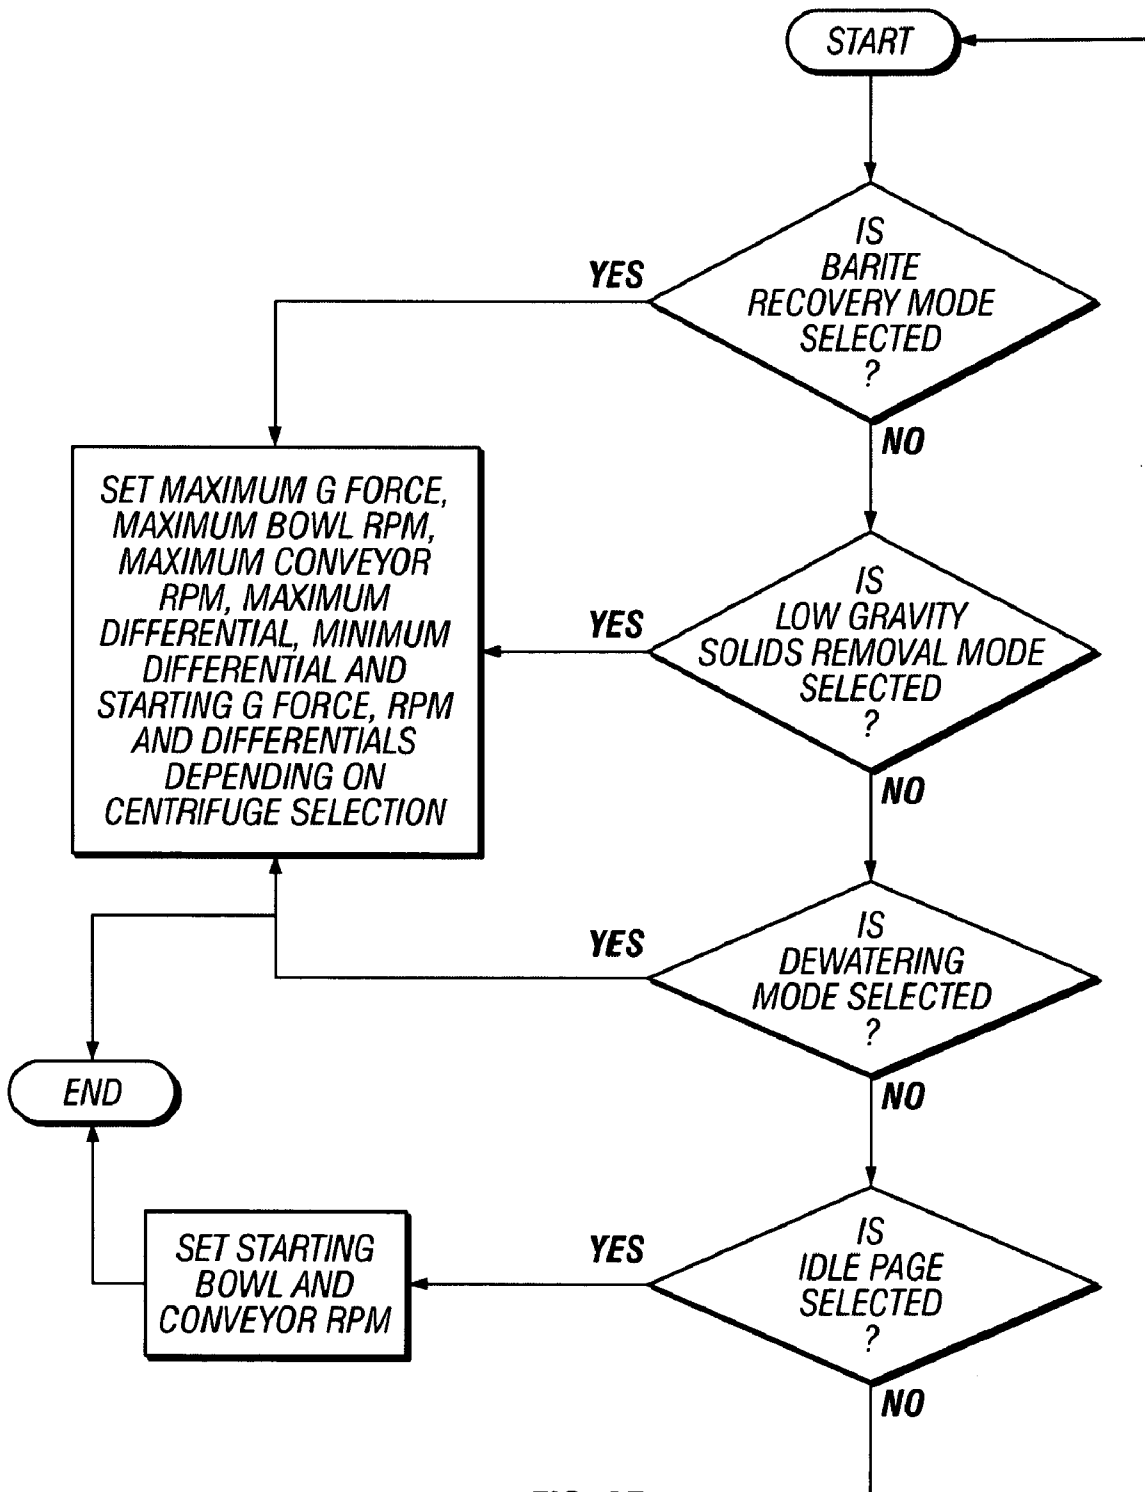 START
IS
BARITE
RECOVERY MODE
SELECTED
?
YES
NO
SET MAXIMUM G FORCE,
MAXIMUM BOWL RPM,
MAXIMUM CONVEYOR
RPM, MAXIMUM
DIFFERENTIAL, MINIMUM
DIFFERENTIAL AND
STARTING G FORCE, RPM
AND DIFFERENTIALS
DEPENDING ON
CENTRIFUGE SELECTION
IS
LOW GRAVITY
SOLIDS REMOVAL MODE
SELECTED
?
YES
NO
IS
DEWATERING
MODE SELECTED
?
YES
NO
END
IS
IDLE PAGE
SELECTED
?
YES
NO
SET STARTING
BOWL AND
CONVEYOR RPM